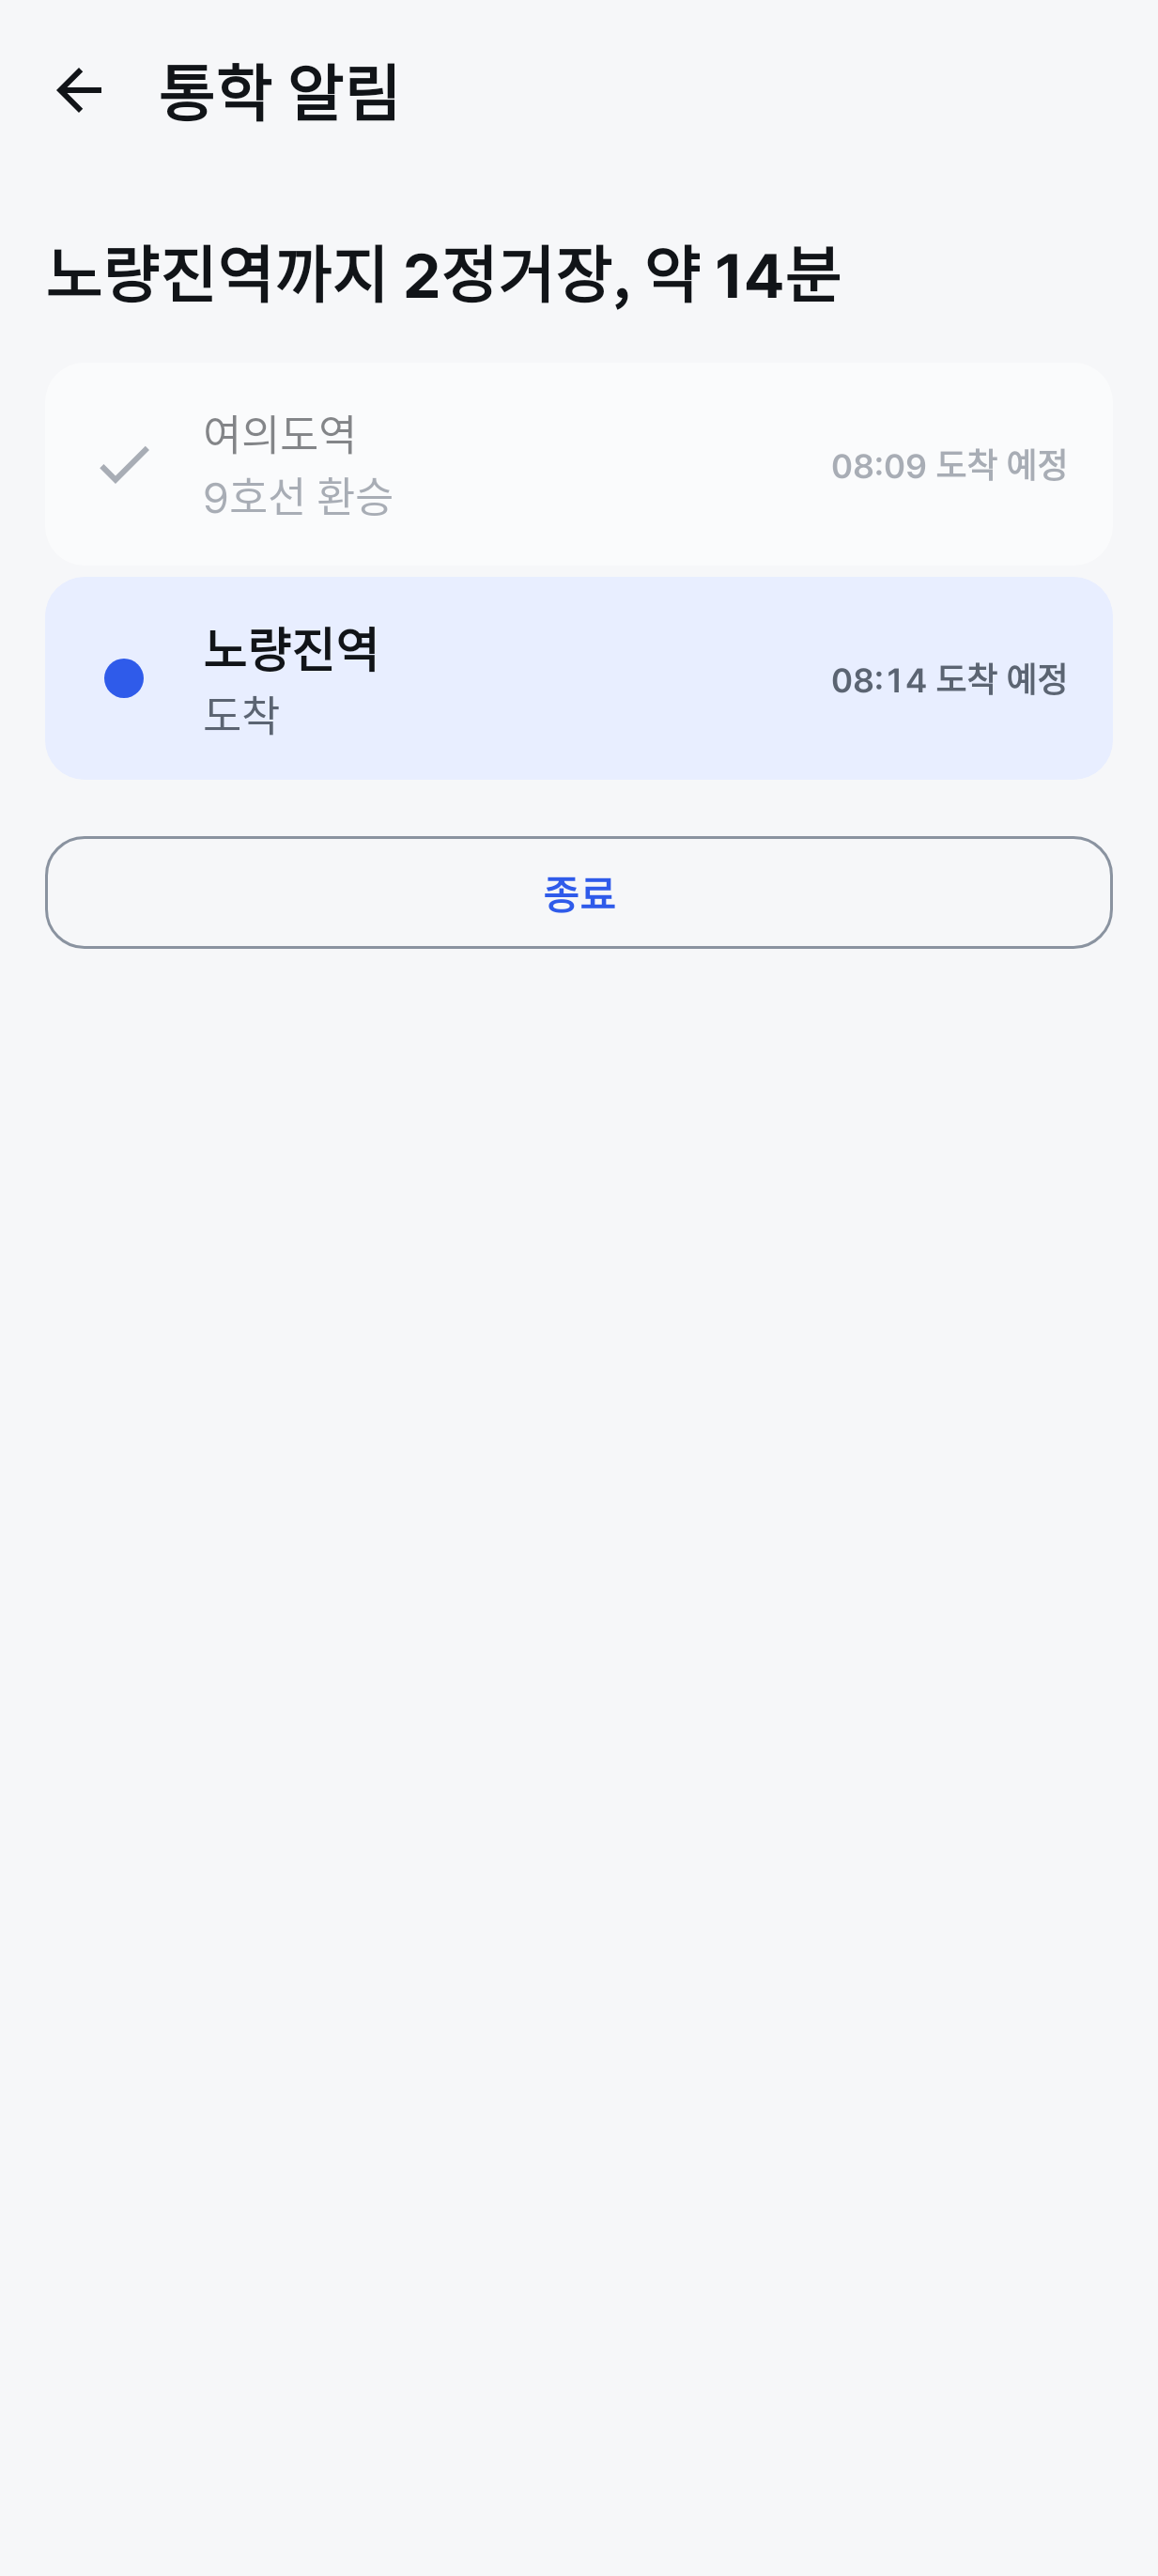 통학 알림
노량진역까지 2정거장, 약 14분
여의도역
9호선 환승
08:09 도착 예정
노량진역
도착
08:14 도착 예정
종료